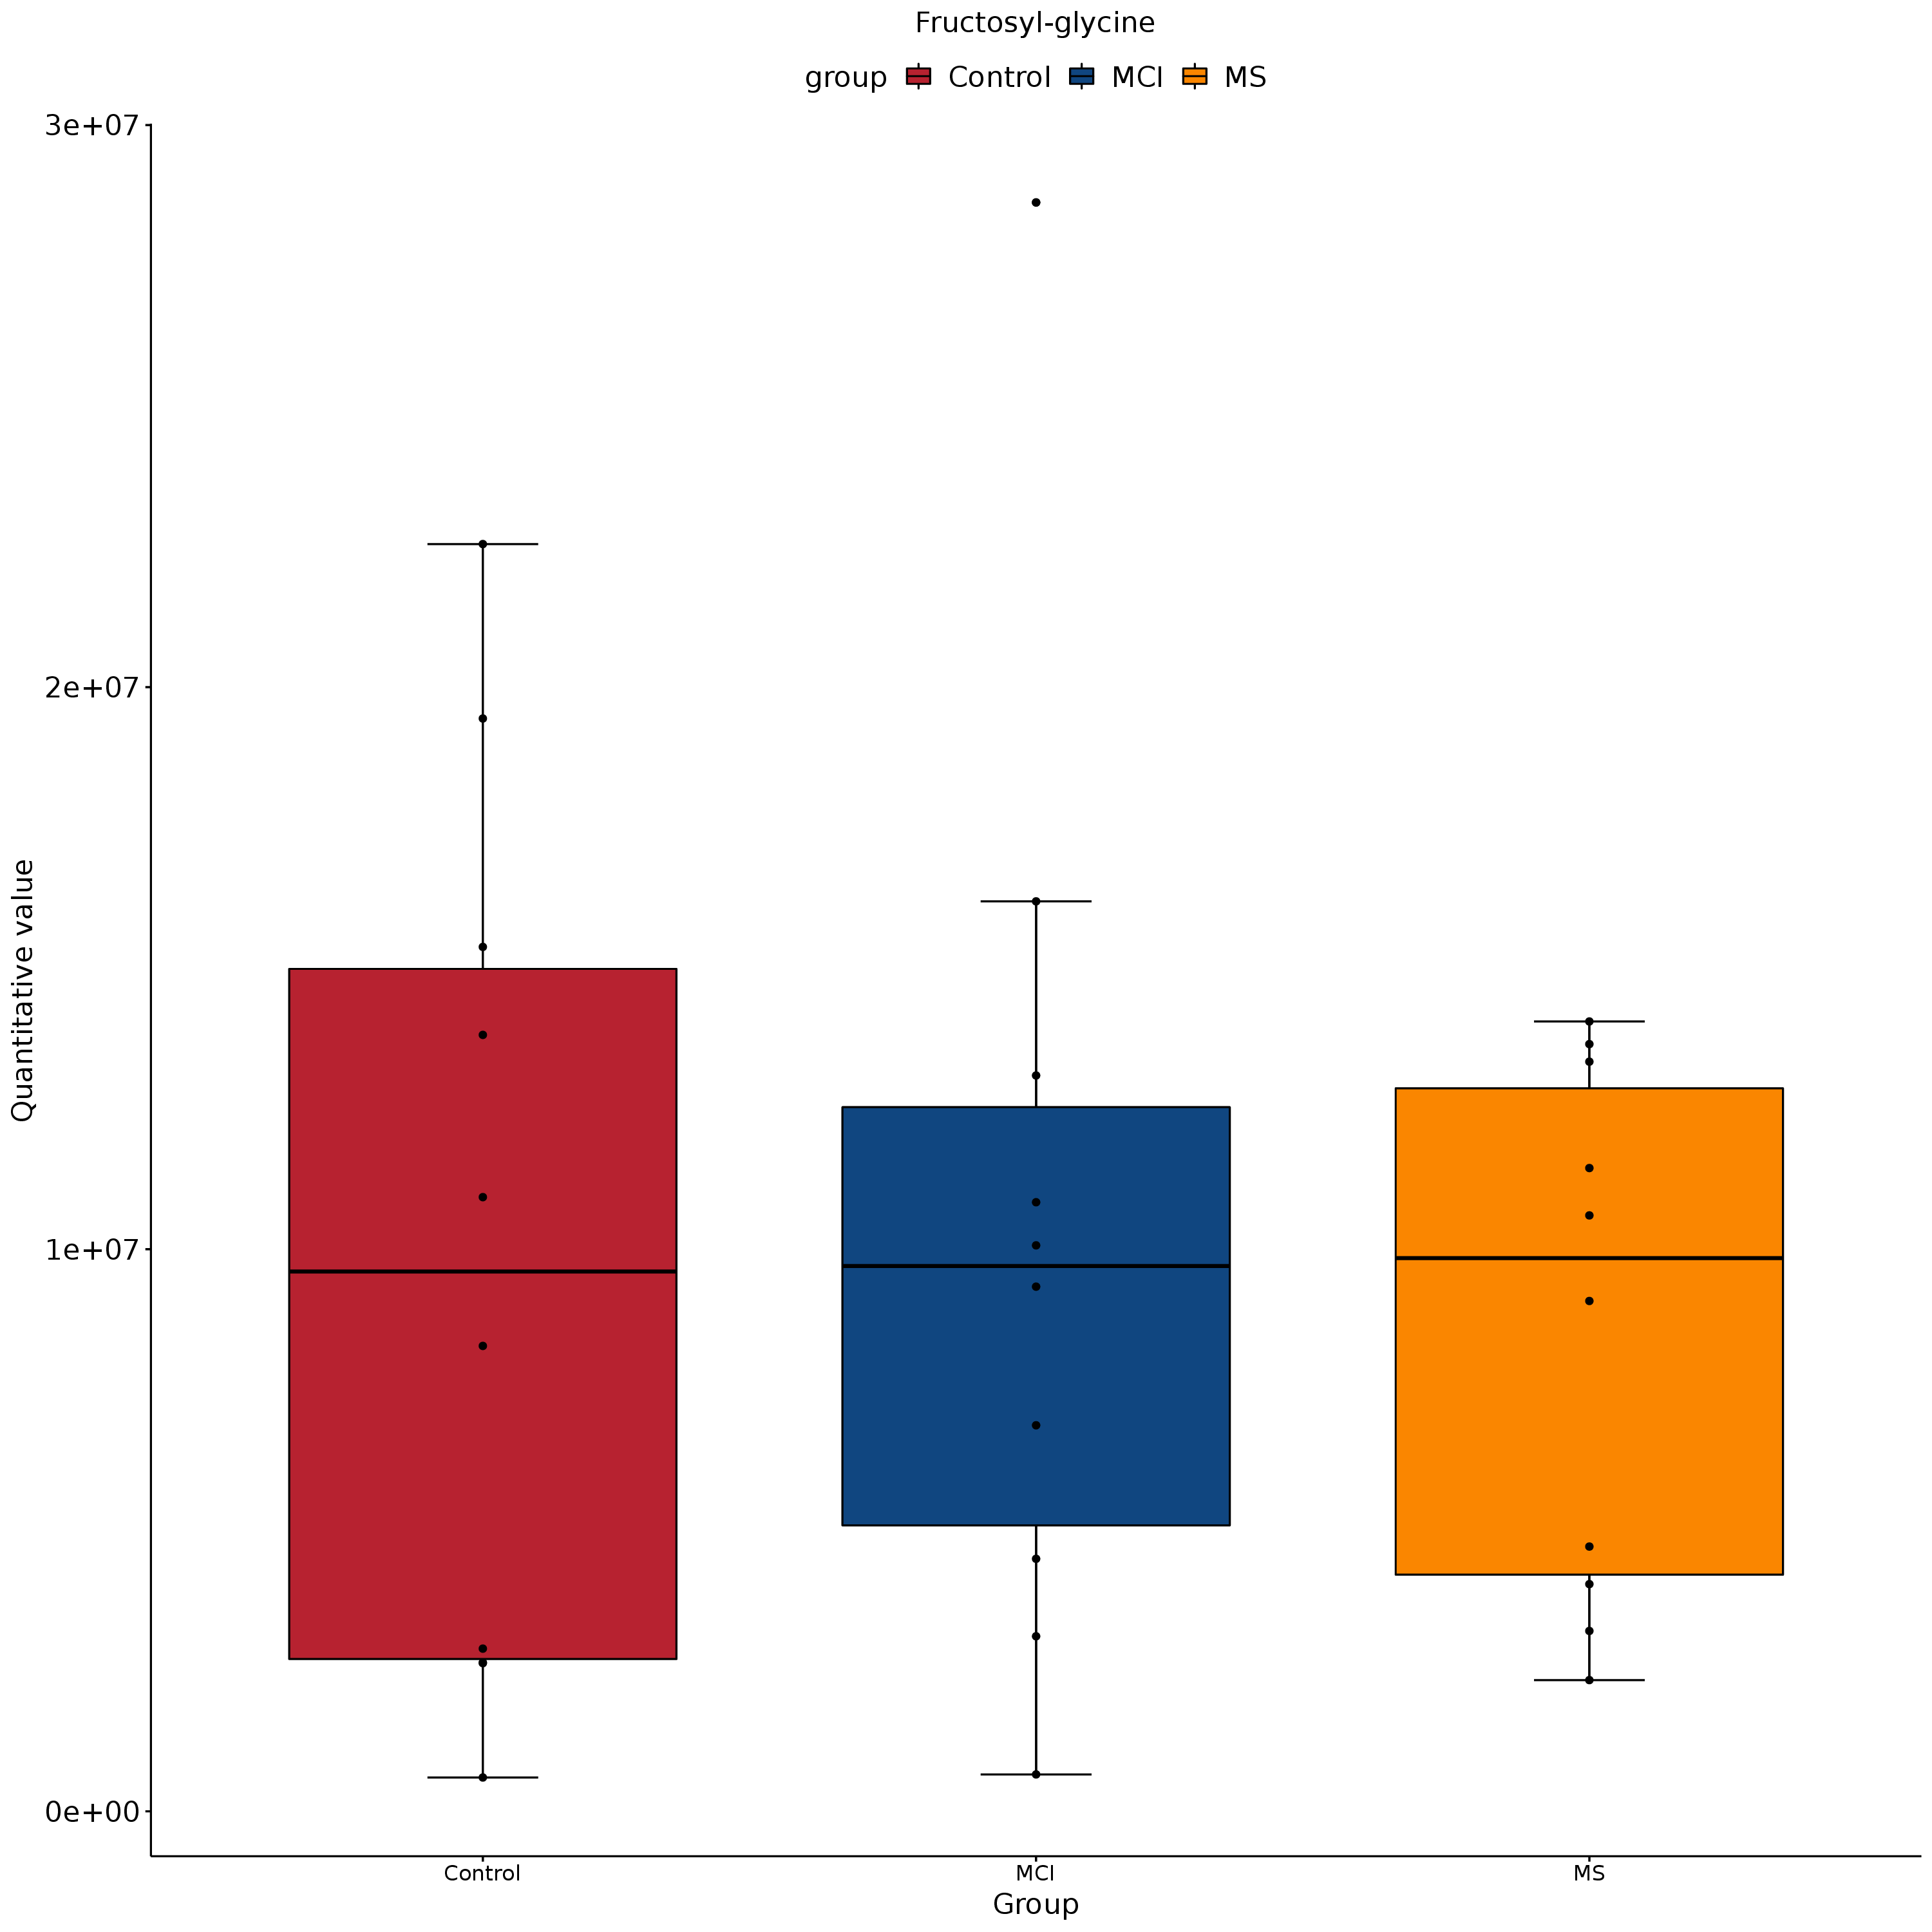 Fructosyl-glycine
group Control MCI MS
3e+07
2e+07
1e+07
0e+00
Quantitative value
Control MCI MS
Group